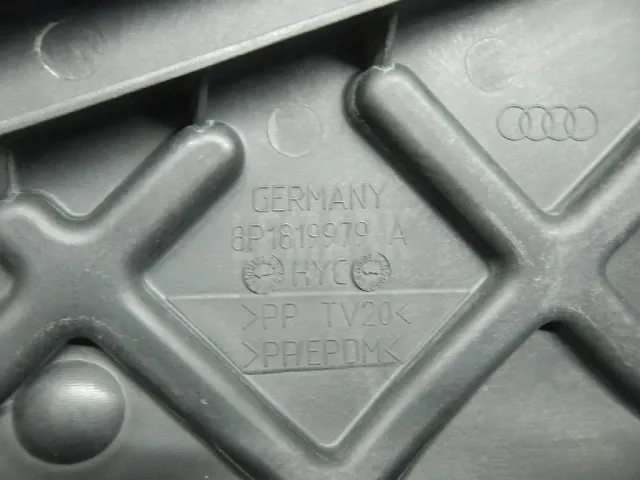 GERMANY
8P1819979 A
HYC
>PP TV20<
>PP/EPDM<